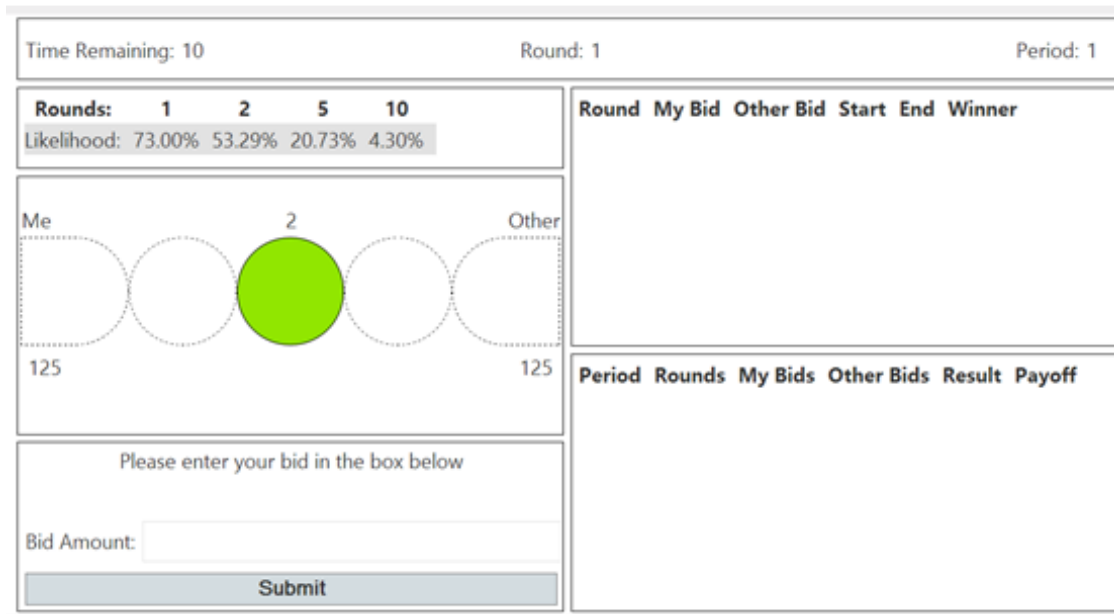 Time Remaining: 10 Round: 1 Period: 1
Rounds: 1 2 5 10
Likelihood: 73.00% 53.29% 20.73% 4.30%
Me 2 Other
125 125
Please enter your bid in the box below
Bid Amount:
Submit
Round My Bid Other Bid Start End Winner
Period Rounds My Bids Other Bids Result Payoff